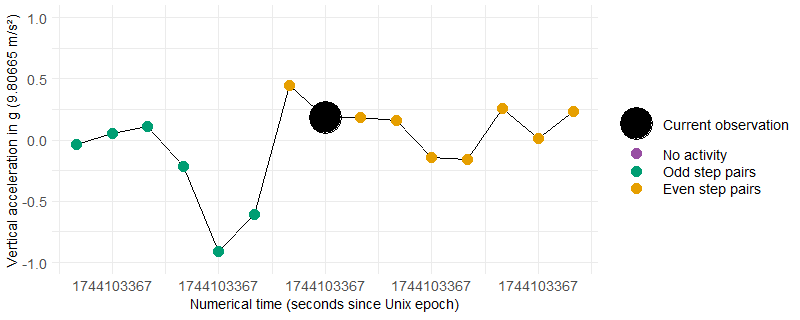 Vertical acceleration in g (9.80665 m/s²)
1.0
0.5
0.0
-0.5
-1.0
1744103367 1744103367 1744103367 1744103367 1744103367
Numerical time (seconds since Unix epoch)
Current observation
No activity
Odd step pairs
Even step pairs